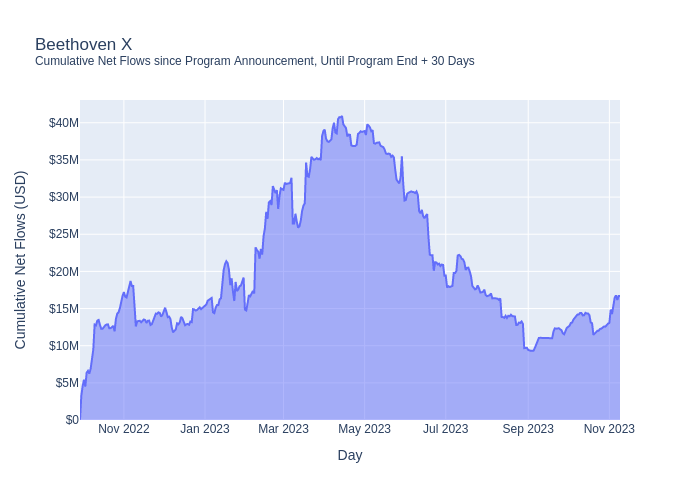 Beethoven X
Cumulative Net Flows since Program Announcement, Until Program End + 30 Days
Cumulative Net Flows (USD)
$40M
$35M
$30M
$25M
$20M
$15M
$10M
$5M
$0
Nov 2022 Jan 2023 Mar 2023 May 2023 Jul 2023 Sep 2023 Nov 2023
Day